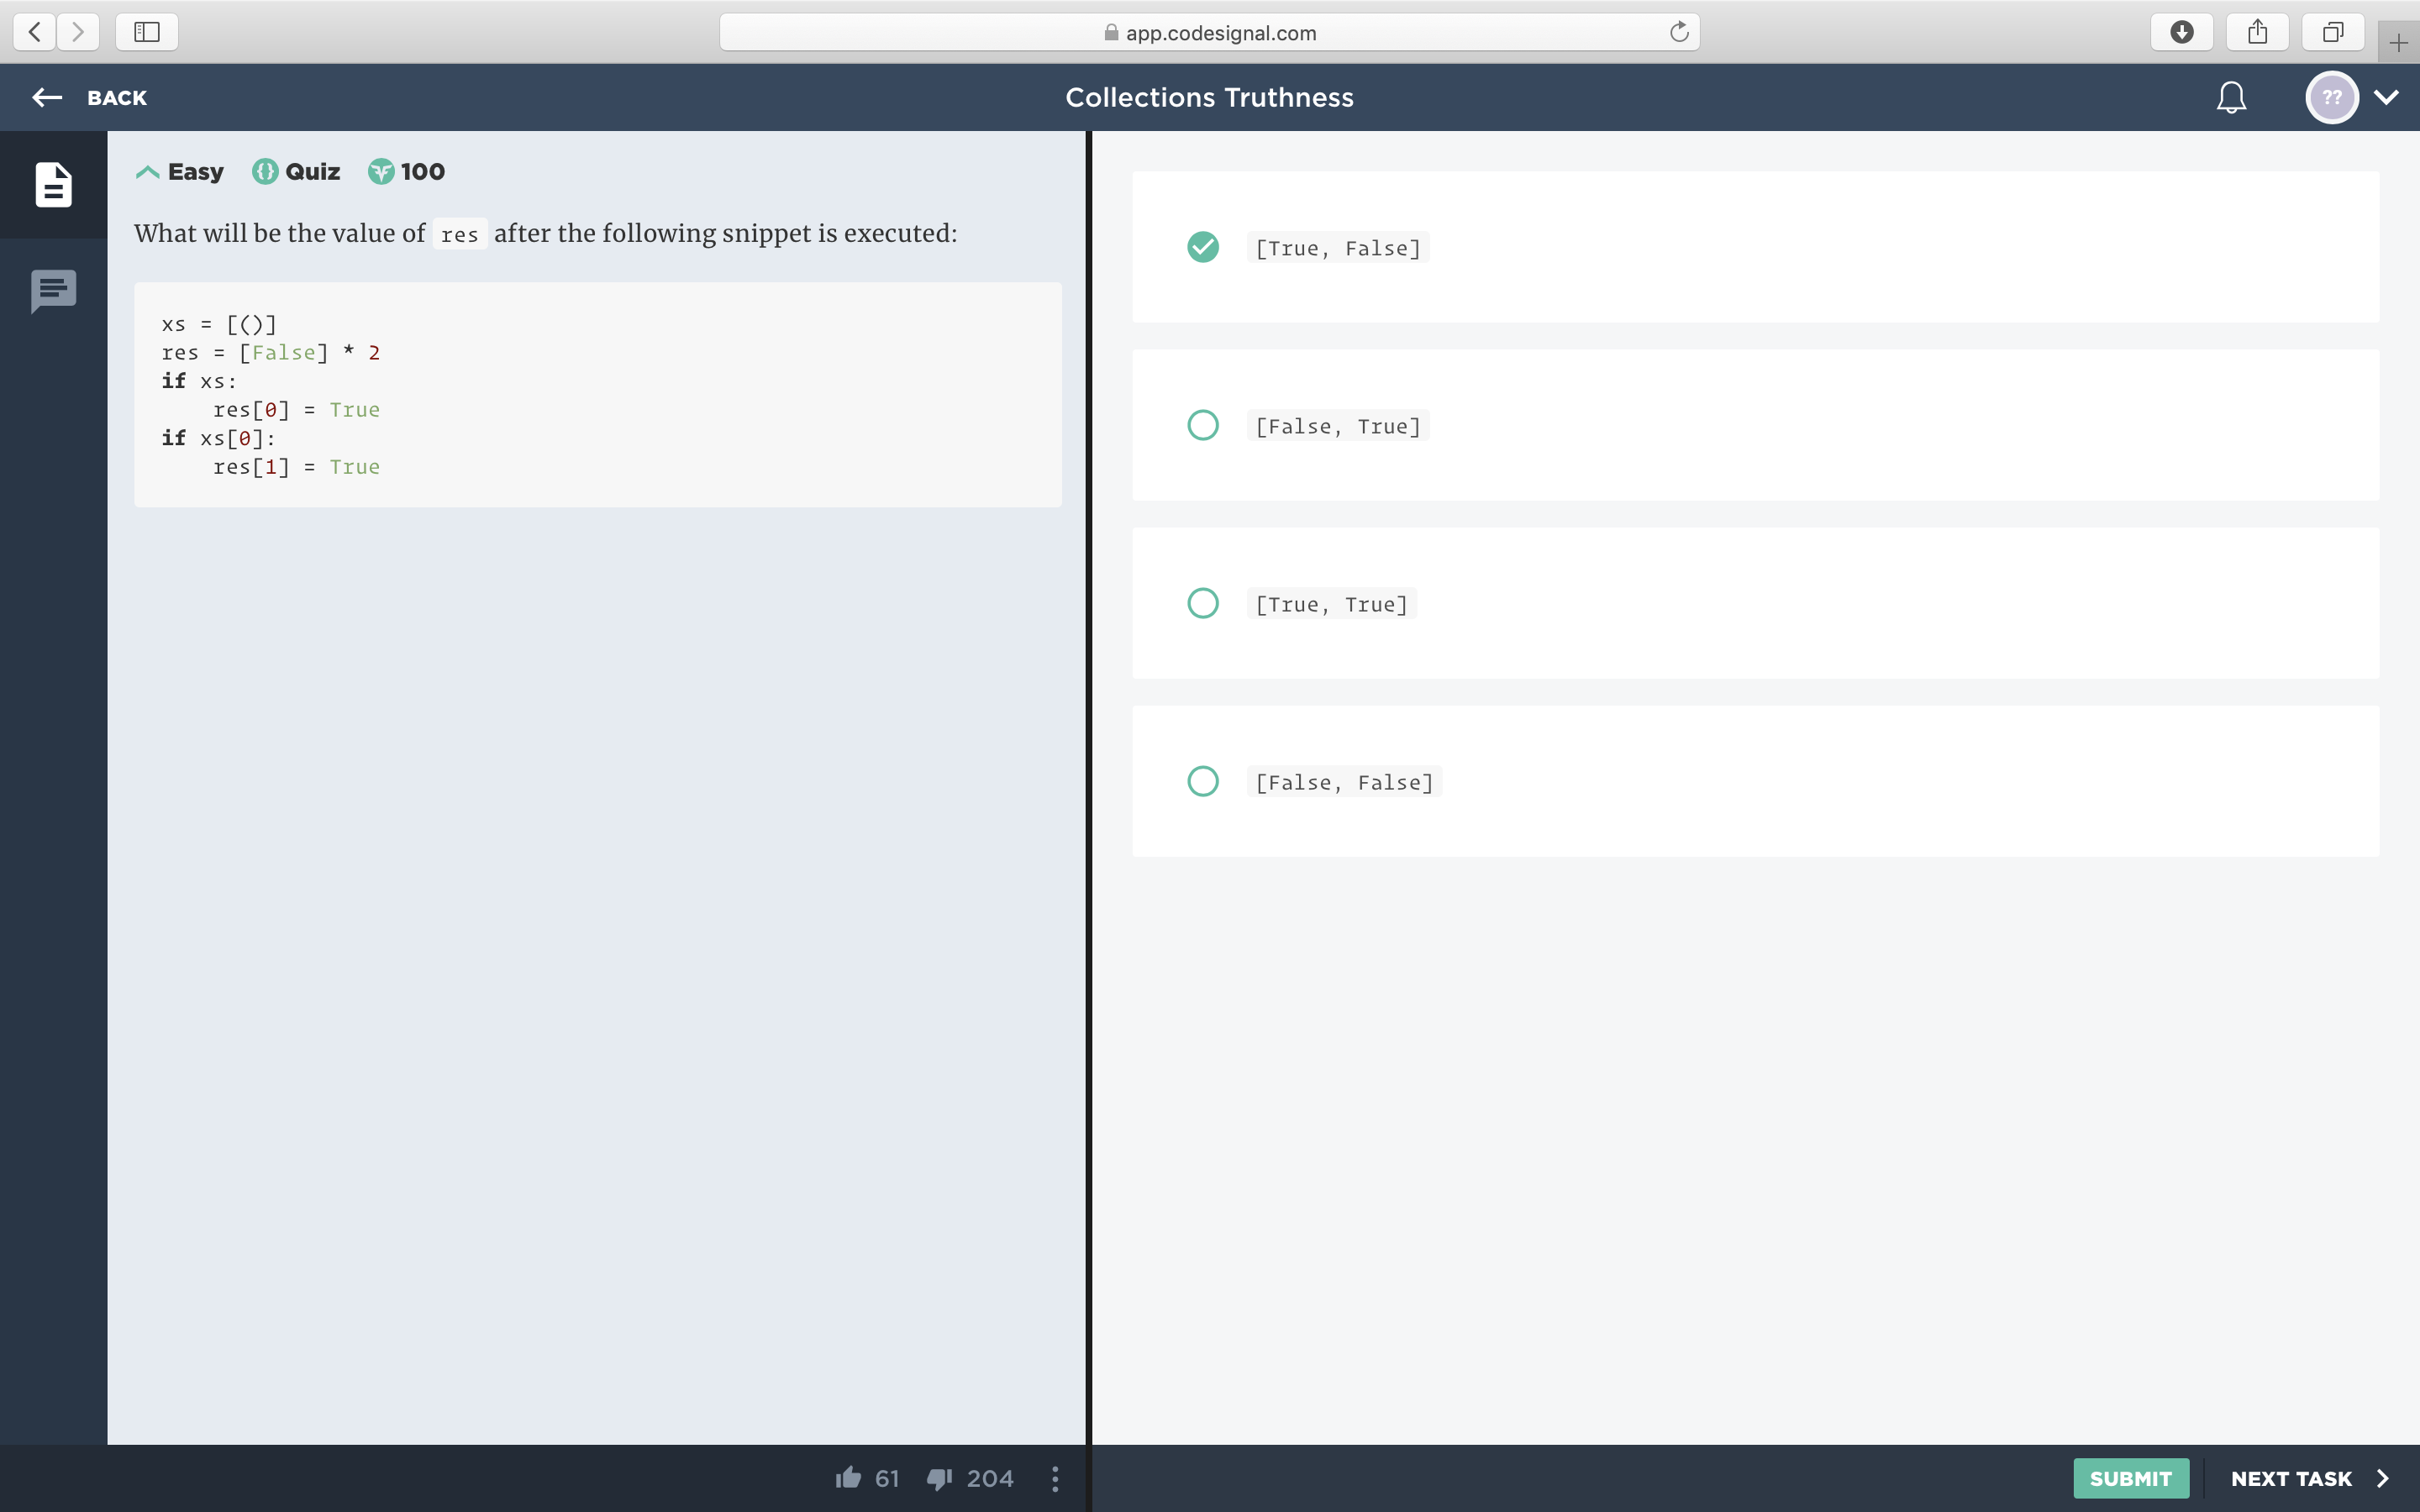 app.codesignal.com
BACK
Collections Truthness
??
Easy Quiz 100
What will be the value of res after the following snippet is executed:
xs = [()]
res = [False] * 2
if xs:
    res[0] = True
if xs[0]:
    res[1] = True
[True, False]
[False, True]
[True, True]
[False, False]
61 204
SUBMIT
NEXT TASK